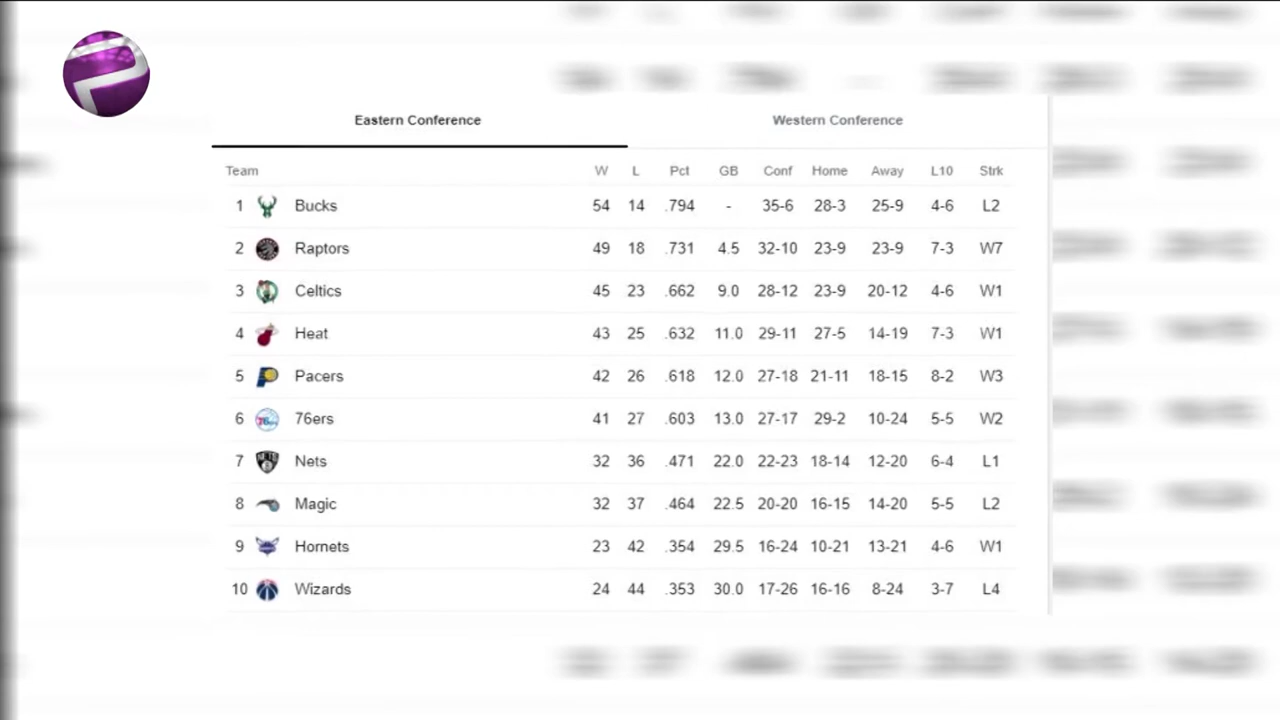 Eastern Conference Western Conference
Team W L Pct GB Conf Home Away L10 Strk
1 Bucks 54 14 .794 - 35-6 28-3 25-9 4-6 L2
2 Raptors 49 18 .731 4.5 32-10 23-9 23-9 7-3 W7
3 Celtics 45 23 .662 9.0 28-12 23-9 20-12 4-6 W1
4 Heat 43 25 .632 11.0 29-11 27-5 14-19 7-3 W1
5 Pacers 42 26 .618 12.0 27-18 21-11 18-15 8-2 W3
6 76ers 41 27 .603 13.0 27-17 29-2 10-24 5-5 W2
7 Nets 32 36 .471 22.0 22-23 18-14 12-20 6-4 L1
8 Magic 32 37 .464 22.5 20-20 16-15 14-20 5-5 L2
9 Hornets 23 42 .354 29.5 16-24 10-21 13-21 4-6 W1
10 Wizards 24 44 .353 30.0 17-26 16-16 8-24 3-7 L4